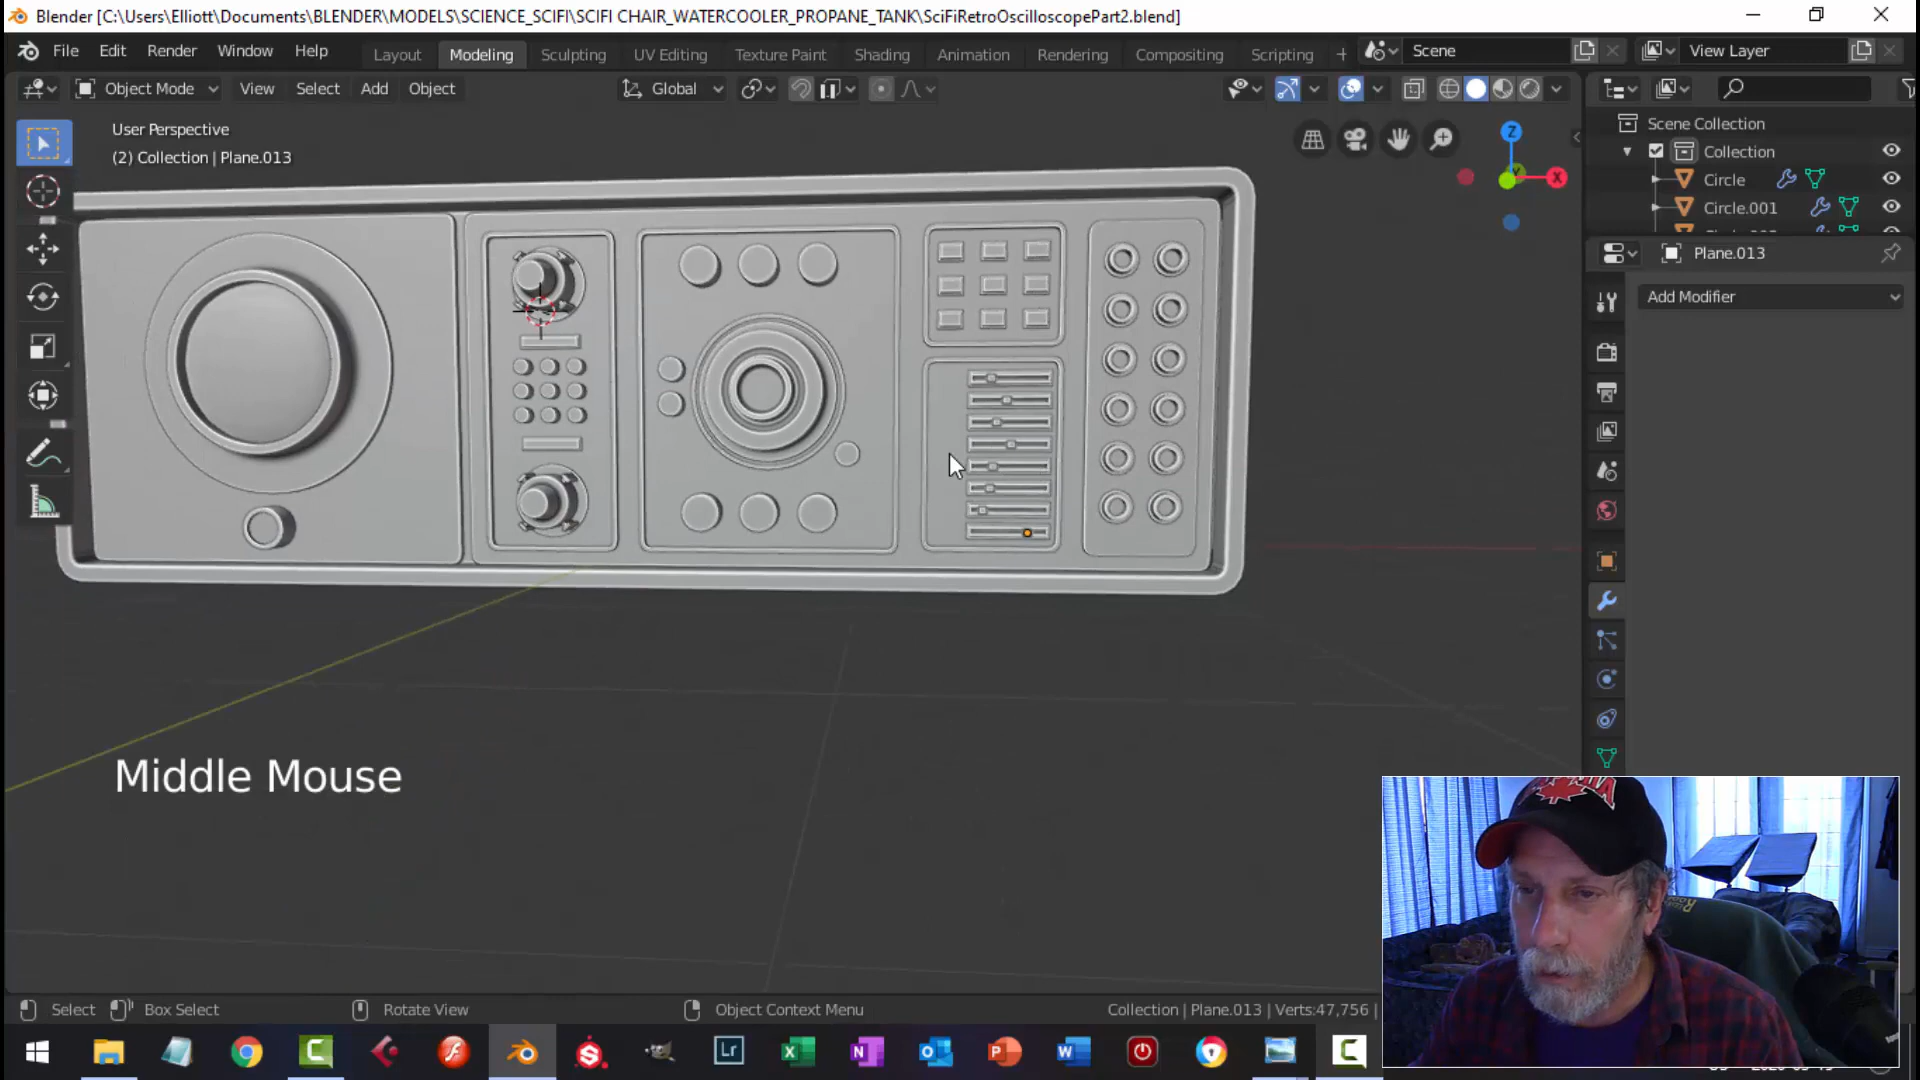 Blender [C:\Users\Elliott\Documents\BLENDER\MODELS\SCIENCE_SCIFI\SCIFI CHAIR_WATERCOOLER_PROPANE_TANK\SciFiRetroOscilloscopePart2.blend]
File Edit Render Window Help Layout Modeling Sculpting UV Editing Texture Paint Shading Animation Rendering Compositing Scripting + Scene View Layer
Object Mode View Select Add Object Global
User Perspective
(2) Collection | Plane.013
Z
X
Scene Collection
Collection
Circle
Circle.001
Plane.013
Add Modifier
Middle Mouse
Select Box Select Rotate View Object Context Menu Collection | Plane.013 | Verts:47,756 |